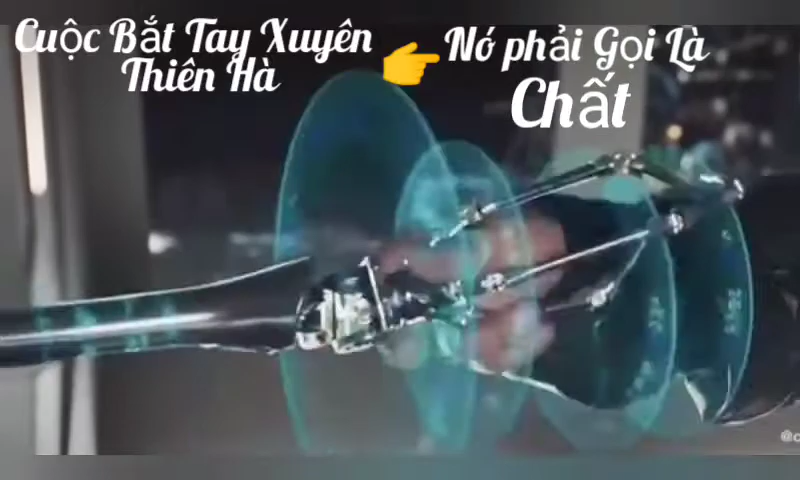 Cuộc Bắt Tay Xuyên
Thiên Hà
Nó phải Gọi Là
Chất